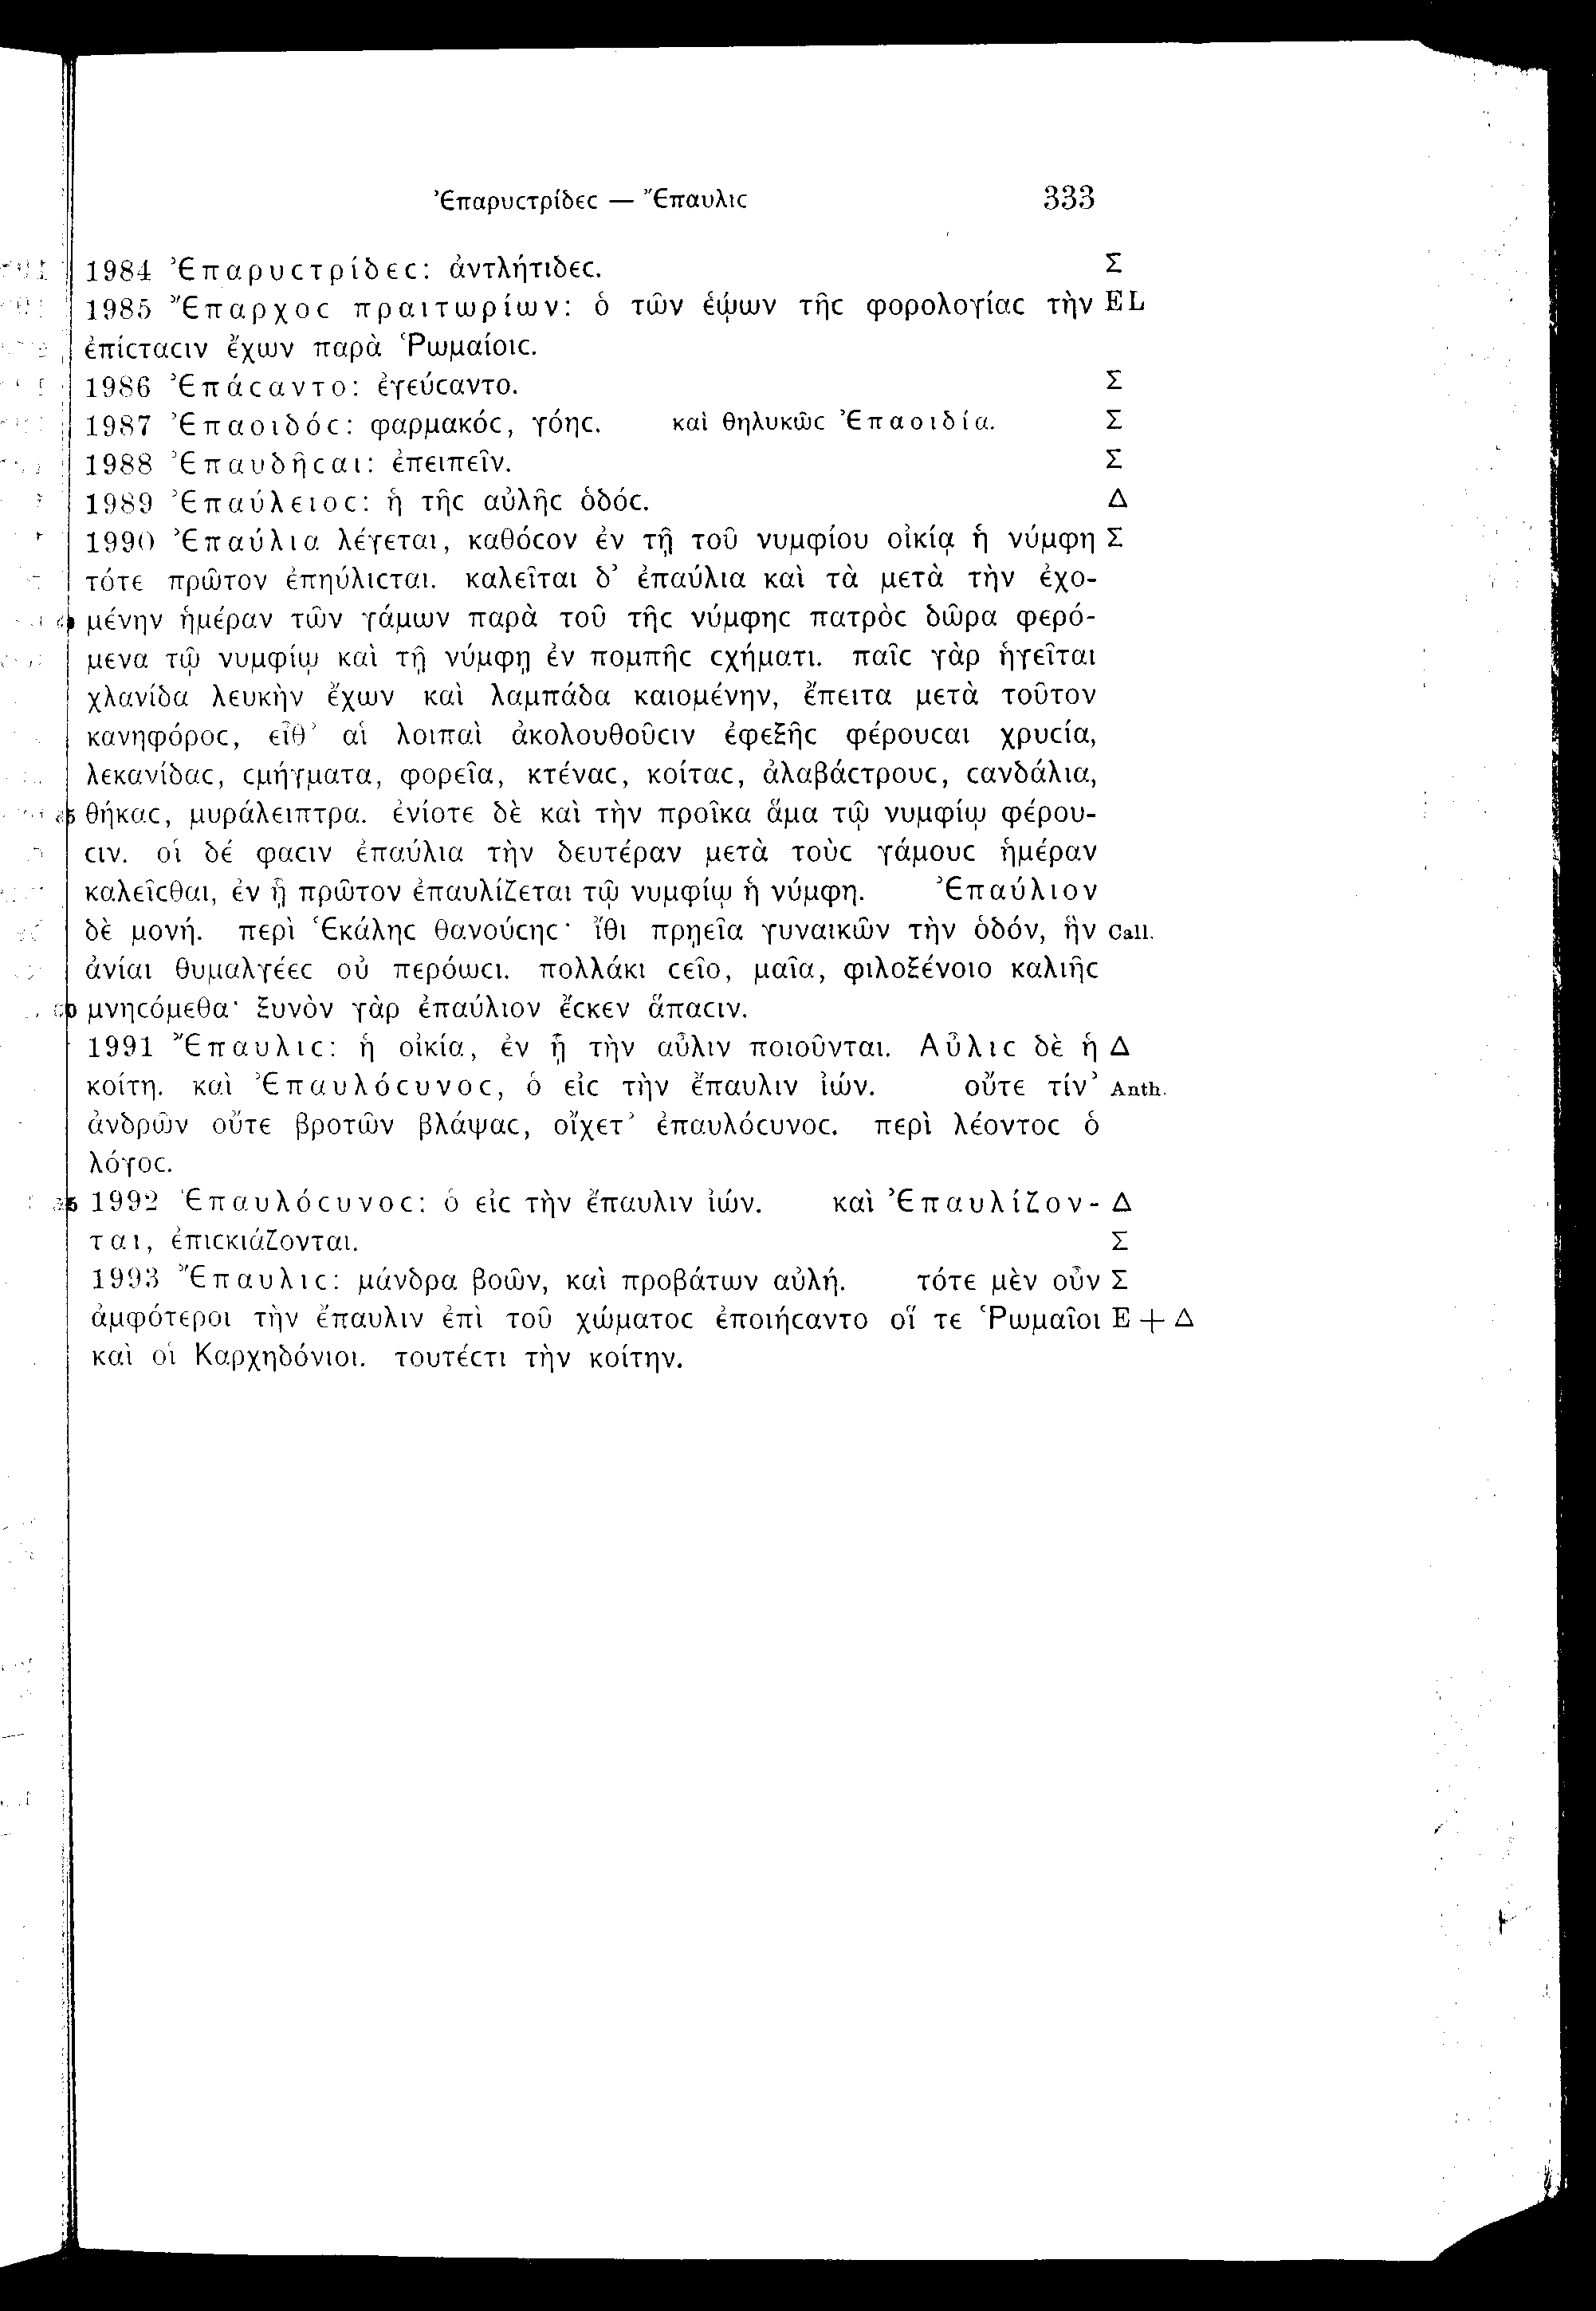 Ἐπαρυϲτρίδεϲ — Ἔπαυλιϲ 333
1984 Ἐπαρυϲτρίδεϲ: ἀντλήτιδεϲ. Σ
1985 Ἔπαρχοϲ πραιτωρίων: ὁ τῶν ἑῴων τῆϲ φορολογίαϲ τὴν EL
ἐπίϲταϲιν ἔχων παρὰ Ῥωμαίοιϲ.
1986 Ἐπάϲαντο: ἐγεύϲαντο. Σ
1987 Ἐπαοιδόϲ: φαρμακόϲ, γόηϲ. καὶ θηλυκῶϲ Ἐπαοιδία. Σ
1988 Ἐπαυδῆϲαι: ἐπειπεῖν. Σ
1989 Ἐπαύλειοϲ: ἡ τῆϲ αὐλῆϲ ὁδόϲ. Δ
1990 Ἐπαύλια λέγεται, καθόϲον ἐν τῇ τοῦ νυμφίου οἰκίᾳ ἡ νύμφη Σ
τότε πρῶτον ἐπηύλιϲται. καλεῖται δ’ ἐπαύλια καὶ τὰ μετὰ τὴν ἐχο-
μένην ἡμέραν τῶν γάμων παρὰ τοῦ τῆϲ νύμφηϲ πατρὸϲ δῶρα φερό-
μενα τῷ νυμφίῳ καὶ τῇ νύμφῃ ἐν πομπῆϲ ϲχήματι. παῖϲ γὰρ ἡγεῖται
χλανίδα λευκὴν ἔχων καὶ λαμπάδα καιομένην, ἔπειτα μετὰ τοῦτον
κανηφόροϲ, εἶθ’ αἱ λοιπαὶ ἀκολουθοῦϲιν ἐφεξῆϲ φέρουϲαι χρυϲία,
λεκανίδαϲ, ϲμήγματα, φορεῖα, κτέναϲ, κοίταϲ, ἀλαβάϲτρουϲ, ϲανδάλια,
θήκαϲ, μυράλειπτρα. ἐνίοτε δὲ καὶ τὴν προῖκα ἅμα τῷ νυμφίῳ φέρου-
ϲιν. οἱ δέ φαϲιν ἐπαύλια τὴν δευτέραν μετὰ τοὺϲ γάμουϲ ἡμέραν
καλεῖϲθαι, ἐν ᾗ πρῶτον ἐπαυλίζεται τῷ νυμφίῳ ἡ νύμφη. Ἐπαύλιον
δὲ μονή. περὶ Ἑκάληϲ θανούϲηϲ· ἴθι πρηεῖα γυναικῶν τὴν ὁδόν, ἣν Call.
ἀνίαι θυμαλγέεϲ οὐ περόωϲι. πολλάκι ϲεῖο, μαῖα, φιλοξένοιο καλιῆϲ
μνηϲόμεθα· ξυνὸν γὰρ ἐπαύλιον ἔϲκεν ἅπαϲιν.
1991 Ἔπαυλιϲ: ἡ οἰκία, ἐν ᾗ τὴν αὖλιν ποιοῦνται. Αὖλιϲ δὲ ἡ Δ
κοίτη. καὶ Ἐπαυλόϲυνοϲ, ὁ εἰϲ τὴν ἔπαυλιν ἰών. οὔτε τίν’ Anth.
ἀνδρῶν οὔτε βροτῶν βλάψαϲ, οἴχετ’ ἐπαυλόϲυνοϲ. περὶ λέοντοϲ ὁ
λόγοϲ.
1992 Ἐπαυλόϲυνοϲ: ὁ εἰϲ τὴν ἔπαυλιν ἰών. καὶ Ἐπαυλίζον- Δ
ται, ἐπιϲκιάζονται. Σ
1993 Ἔπαυλιϲ: μάνδρα βοῶν, καὶ προβάτων αὐλή. τότε μὲν οὖν Σ
ἀμφότεροι τὴν ἔπαυλιν ἐπὶ τοῦ χώματοϲ ἐποιήϲαντο οἵ τε Ῥωμαῖοι E + Δ
καὶ οἱ Καρχηδόνιοι. τουτέϲτι τὴν κοίτην.